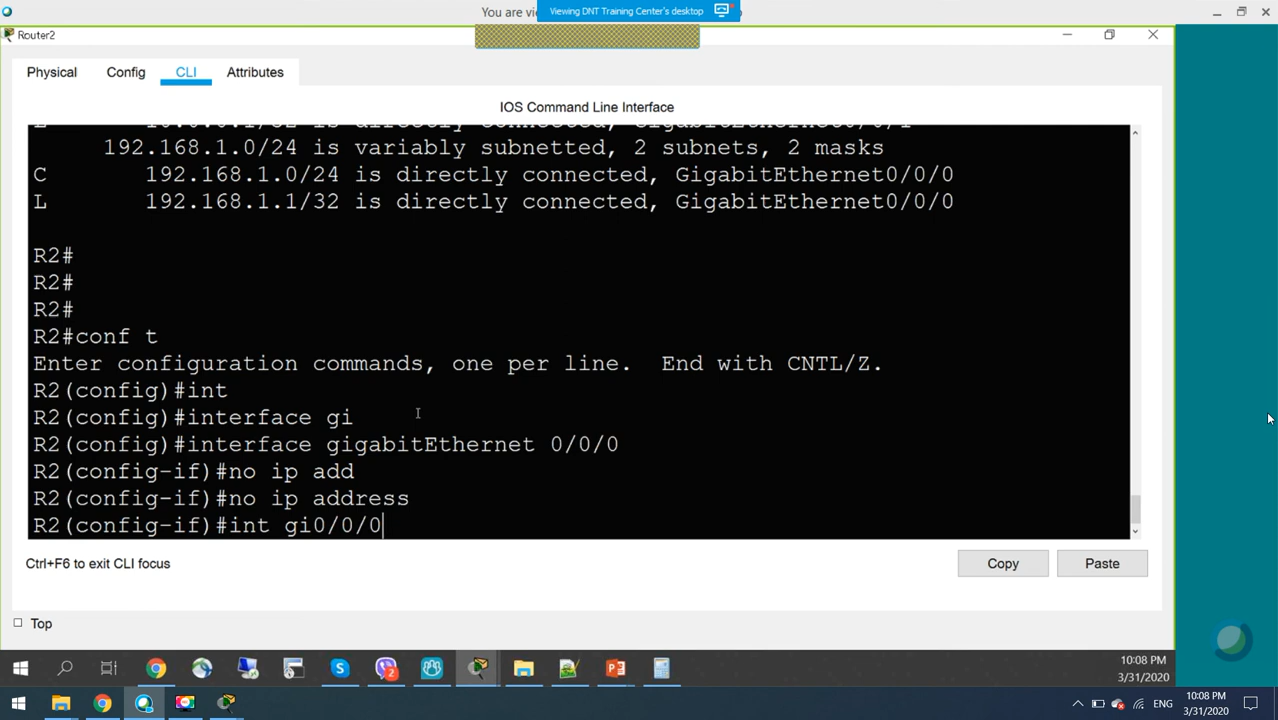 You are vie
Viewing DNT Training Center's desktop
Router2
Physical
Config
CLI
Attributes
IOS Command Line Interface
192.168.1.0/24 is variably subnetted, 2 subnets, 2 masks
C 192.168.1.0/24 is directly connected, GigabitEthernet0/0/0
L 192.168.1.1/32 is directly connected, GigabitEthernet0/0/0
R2#
R2#
R2#
R2#conf t
Enter configuration commands, one per line.  End with CNTL/Z.
R2(config)#int
R2(config)#interface gi
R2(config)#interface gigabitEthernet 0/0/0
R2(config-if)#no ip add
R2(config-if)#no ip address
R2(config-if)#int gi0/0/0
Ctrl+F6 to exit CLI focus
Copy
Paste
Top
10:08 PM
3/31/2020
ENG
10:08 PM
3/31/2020